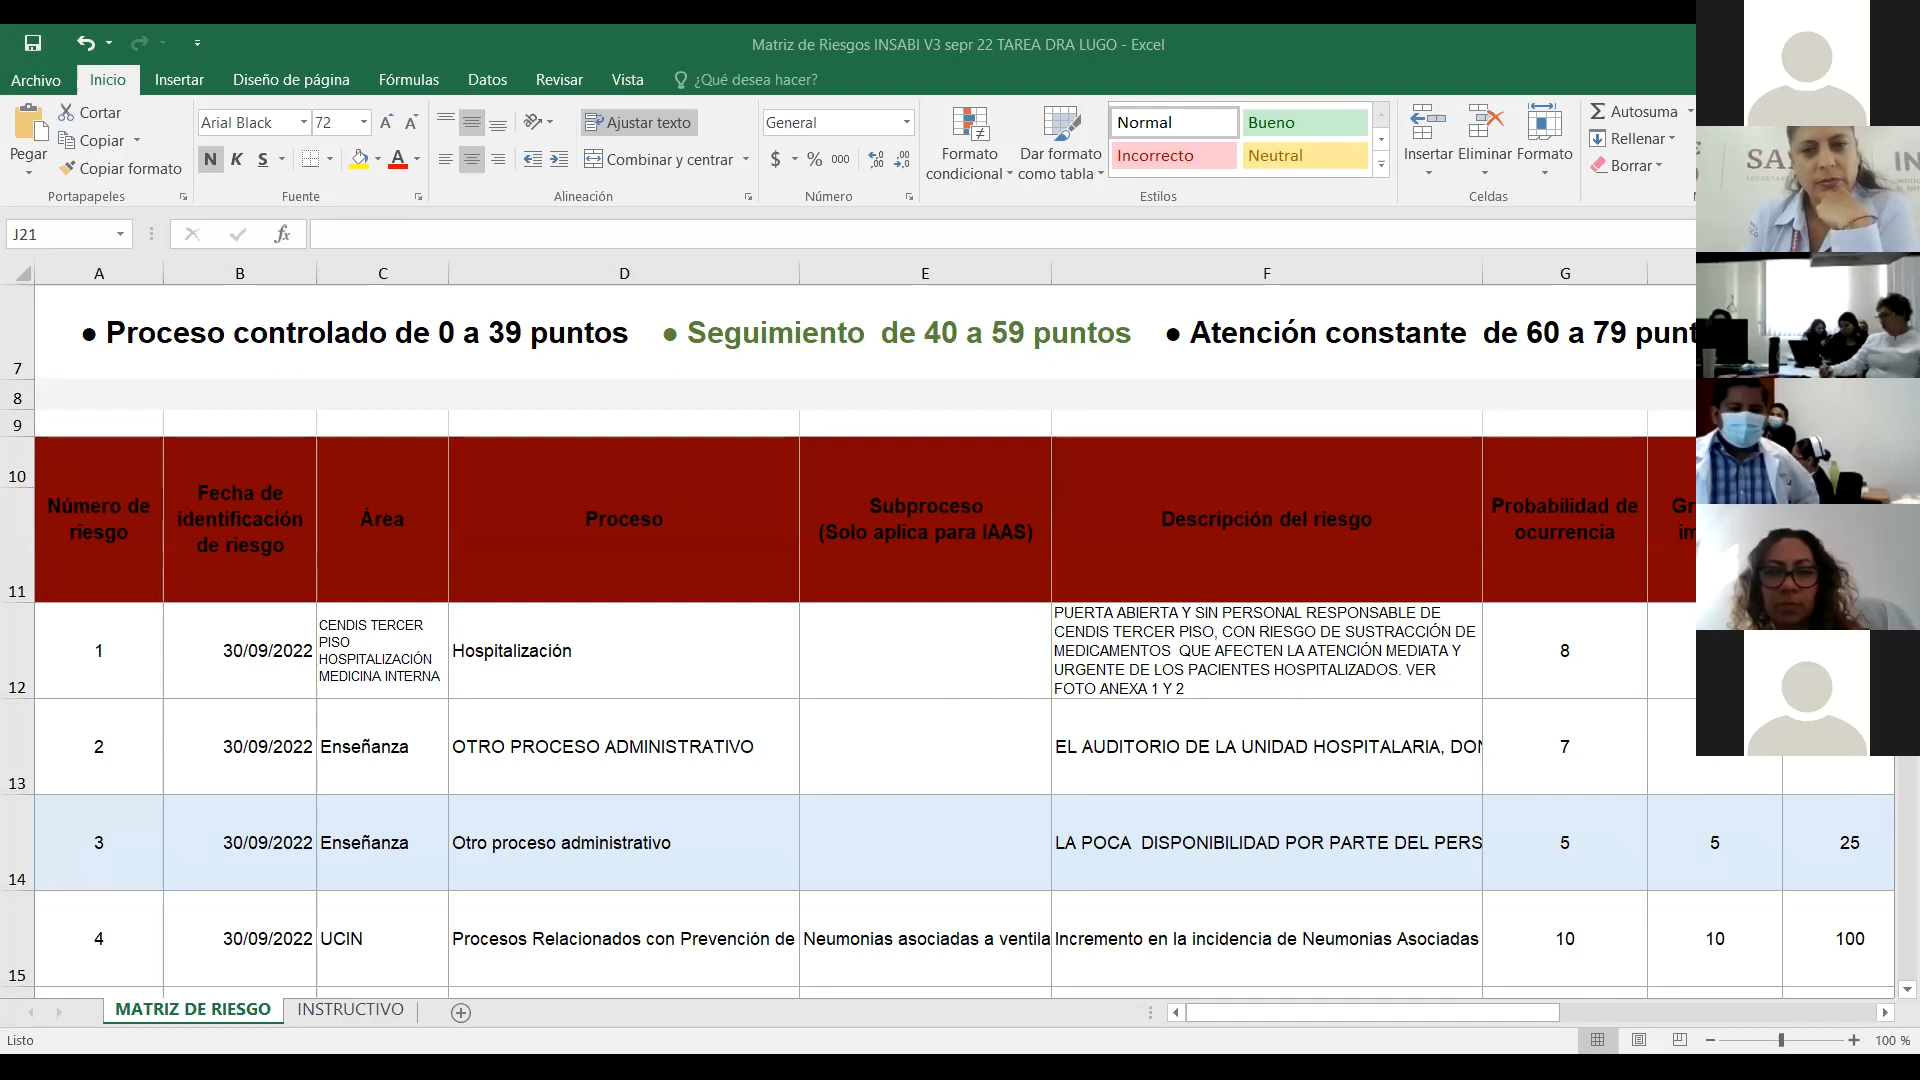 Matriz de Riesgos INSABI V3 sepr 22 TAREA DRA LUGO - Excel
Archivo Inicio Insertar Diseño de página Fórmulas Datos Revisar Vista ¿Qué desea hacer?
Pegar
Cortar
Copiar
Copiar formato
Portapapeles
Arial Black 72
N K S A
Fuente
Ajustar texto
Combinar y centrar
Alineación
General
$ % 000
Número
Formato condicional
Dar formato como tabla
Normal Bueno
Incorrecto Neutral
Estilos
Insertar Eliminar Formato
Celdas
Autosuma
Rellenar
Borrar
J21 fx
A B C D E F G
7 ● Proceso controlado de 0 a 39 puntos ● Seguimiento de 40 a 59 puntos ● Atención constante de 60 a 79 punt
8
9
10
11
Número de riesgo
Fecha de identificación de riesgo
Área
Proceso
Subproceso
(Solo aplica para IAAS)
Descripción del riesgo
Probabilidad de ocurrencia
Gr
im
12
1 30/09/2022
CENDIS TERCER
PISO
HOSPITALIZACIÓN
MEDICINA INTERNA
Hospitalización
PUERTA ABIERTA Y SIN PERSONAL RESPONSABLE DE
CENDIS TERCER PISO, CON RIESGO DE SUSTRACCIÓN DE
MEDICAMENTOS QUE AFECTEN LA ATENCIÓN MEDIATA Y
URGENTE DE LOS PACIENTES HOSPITALIZADOS. VER
FOTO ANEXA 1 Y 2
8
13
2 30/09/2022 Enseñanza OTRO PROCESO ADMINISTRATIVO EL AUDITORIO DE LA UNIDAD HOSPITALARIA, DON 7
14
3 30/09/2022 Enseñanza Otro proceso administrativo LA POCA DISPONIBILIDAD POR PARTE DEL PERS 5 5 25
15
4 30/09/2022 UCIN Procesos Relacionados con Prevención de Neumonias asociadas a ventila Incremento en la incidencia de Neumonias Asociadas 10 10 100
MATRIZ DE RIESGO INSTRUCTIVO
Listo
100 %